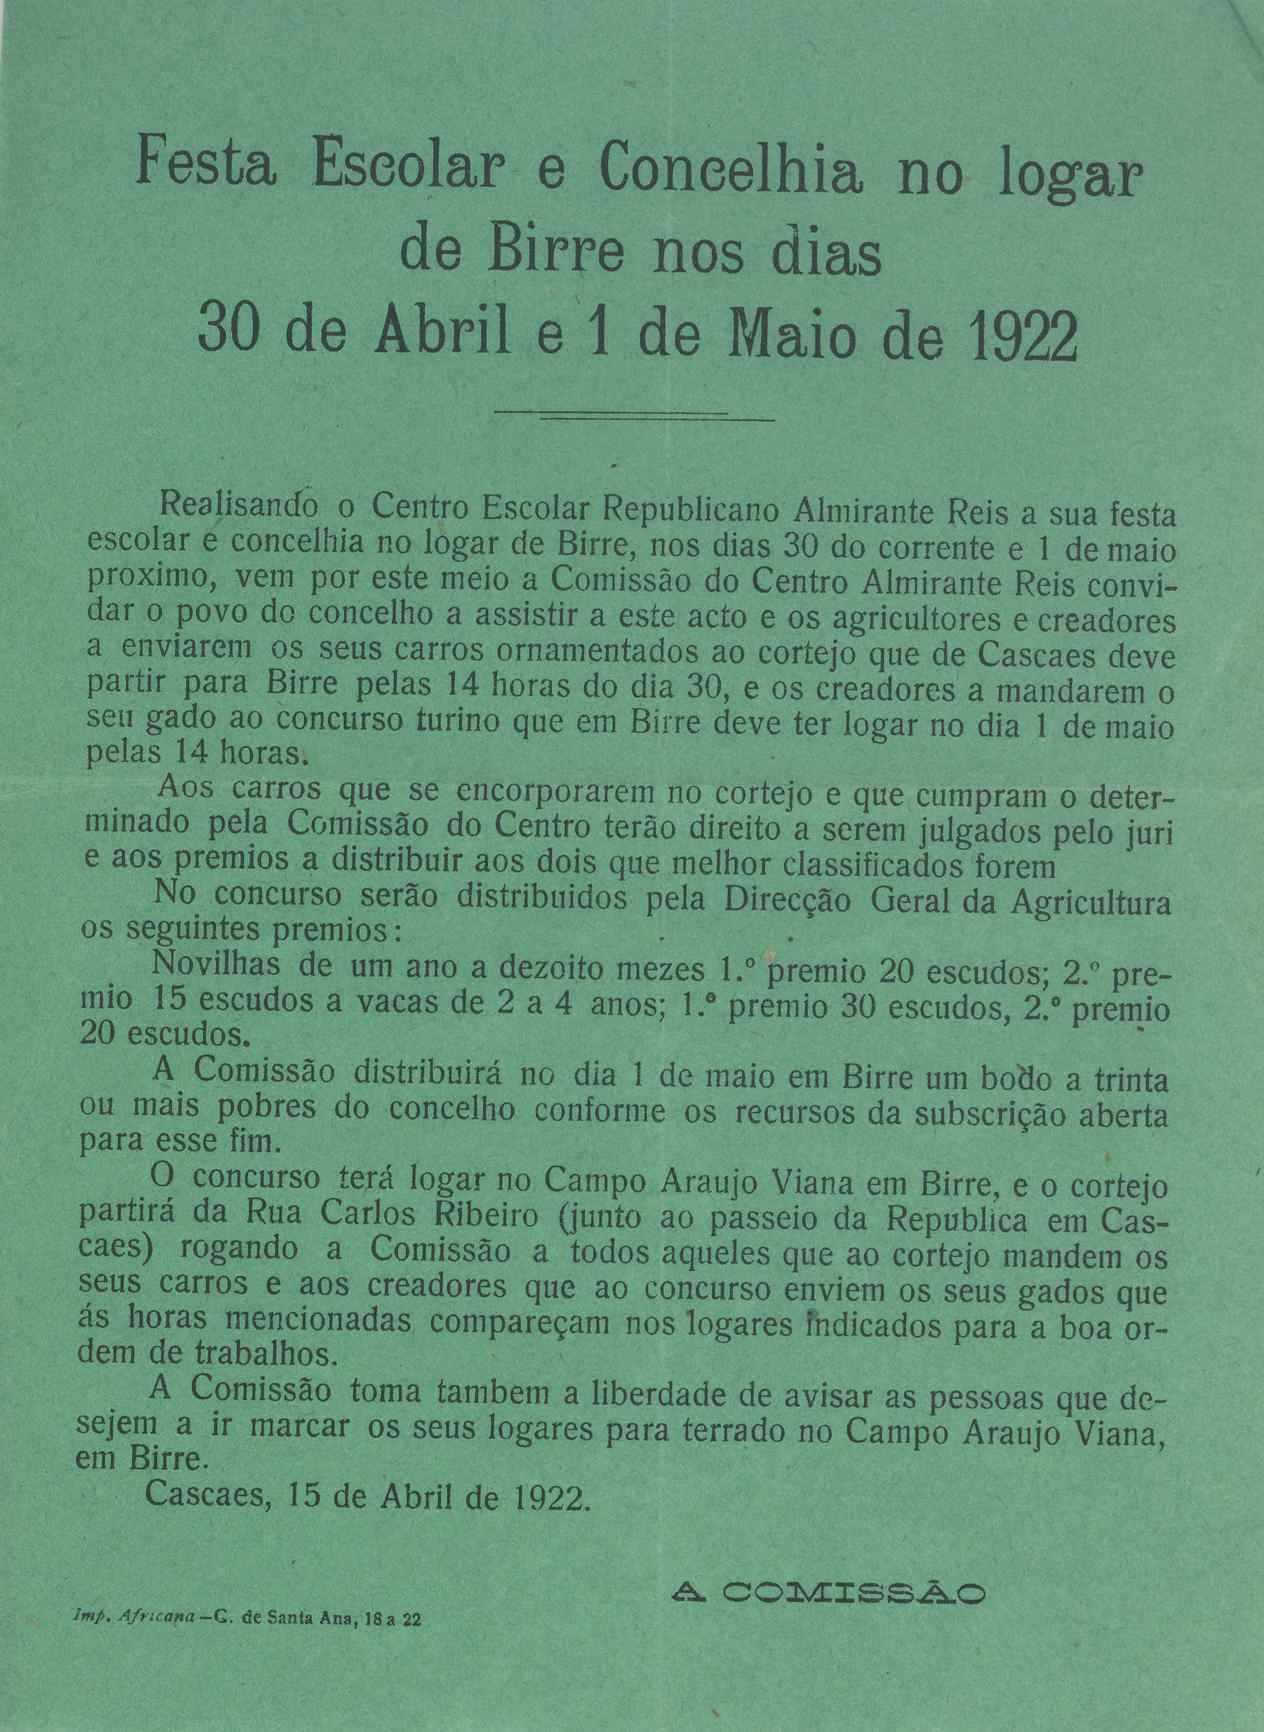 Festa Escolar e Concelhia no logar
de Birre nos dias
30 de Abril e 1 de Maio de 1922
Realisando o Centro Escolar Republicano Almirante Reis a sua festa
escolar e concelhia no logar de Birre, nos dias 30 do corrente e 1 de maio
proximo, vem por este meio a Comissão do Centro Almirante Reis convi-
dar o povo do concelho a assistir a este acto e os agricultores e creadores
a enviarem os seus carros ornamentados ao cortejo que de Cascaes deve
partir para Birre pelas 14 horas do dia 30, e os creadores a mandarem o
seu gado ao concurso turino que em Birre deve ter logar no dia 1 de maio
pelas 14 horas.
Aos carros que se encorporarem no cortejo e que cumpram o deter-
minado pela Comissão do Centro terão direito a serem julgados pelo juri
e aos premios a distribuir aos dois que melhor classificados forem
No concurso serão distribuidos pela Direcção Geral da Agricultura
os seguintes premios:
Novilhas de um ano a dezoito mezes 1.º premio 20 escudos; 2.º pre-
mio 15 escudos a vacas de 2 a 4 anos; 1.º premio 30 escudos, 2.º premio
20 escudos.
A Comissão distribuirá no dia 1 de maio em Birre um bodo a trinta
ou mais pobres do concelho conforme os recursos da subscrição aberta
para esse fim.
O concurso terá logar no Campo Araujo Viana em Birre, e o cortejo
partirá da Rua Carlos Ribeiro (junto ao passeio da Republica em Cas-
caes) rogando a Comissão a todos aqueles que ao cortejo mandem os
seus carros e aos creadores que ao concurso enviem os seus gados que
ás horas mencionadas compareçam nos logares indicados para a boa or-
dem de trabalhos.
A Comissão toma tambem a liberdade de avisar as pessoas que de-
sejem a ir marcar os seus logares para terrado no Campo Araujo Viana,
em Birre.
Cascaes, 15 de Abril de 1922.
A COMISSÃO
Imp. Africana—C. de Santa Ana, 18 a 22